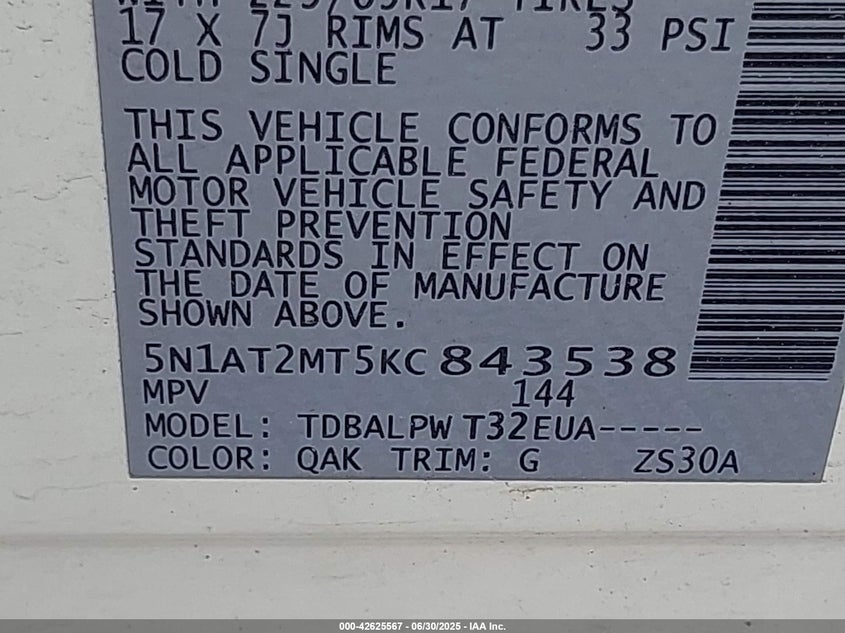 17 X 7J RIMS AT 33 PSI
COLD SINGLE
THIS VEHICLE CONFORMS TO
ALL APPLICABLE FEDERAL
MOTOR VEHICLE SAFETY AND
THEFT PREVENTION
STANDARDS IN EFFECT ON
THE DATE OF MANUFACTURE
SHOWN ABOVE.
5N1AT2MT5KC843538
MPV 144
MODEL: TDBALPW T32EUA-----
COLOR: QAK TRIM: G ZS30A
000-42625567 - 06/30/2025 - IAA Inc.